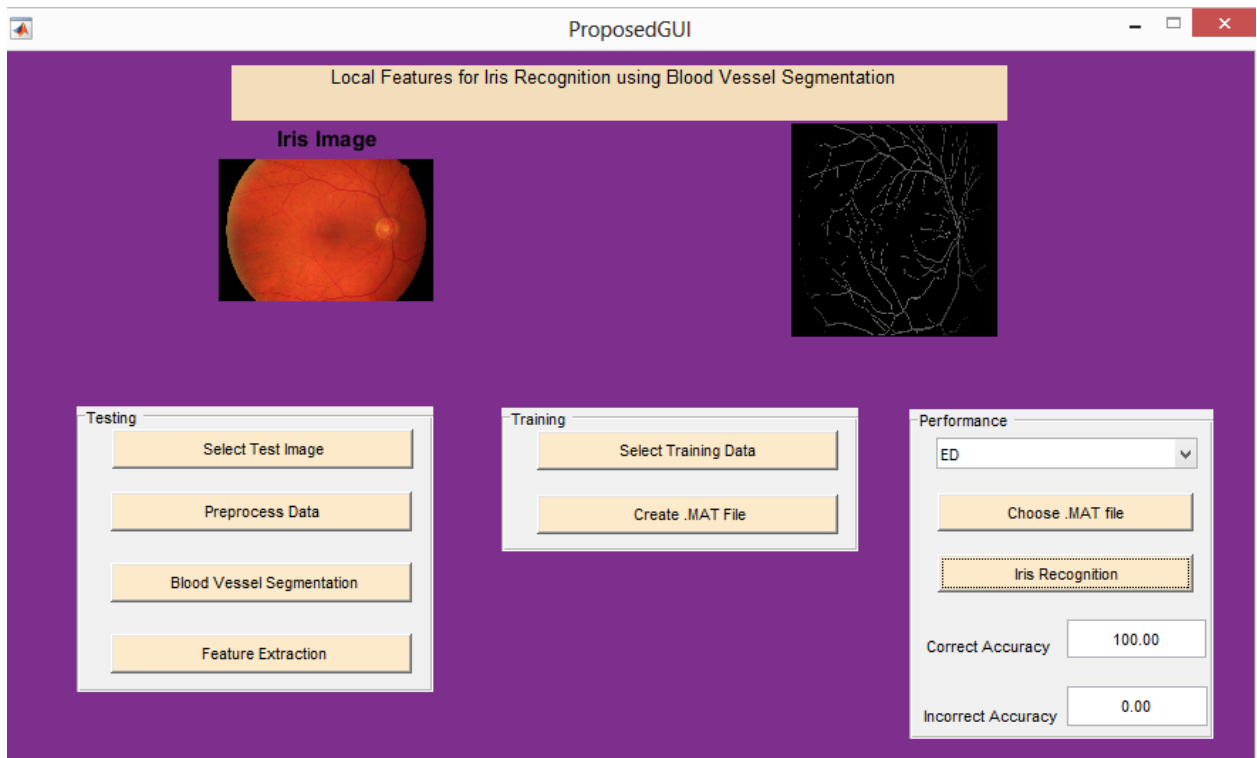 ProposedGUI
Local Features for Iris Recognition using Blood Vessel Segmentation
Iris Image
Testing
Select Test Image
Preprocess Data
Blood Vessel Segmentation
Feature Extraction
Training
Select Training Data
Create .MAT File
Performance
ED
Choose .MAT file
Iris Recognition
Correct Accuracy 100.00
Incorrect Accuracy 0.00